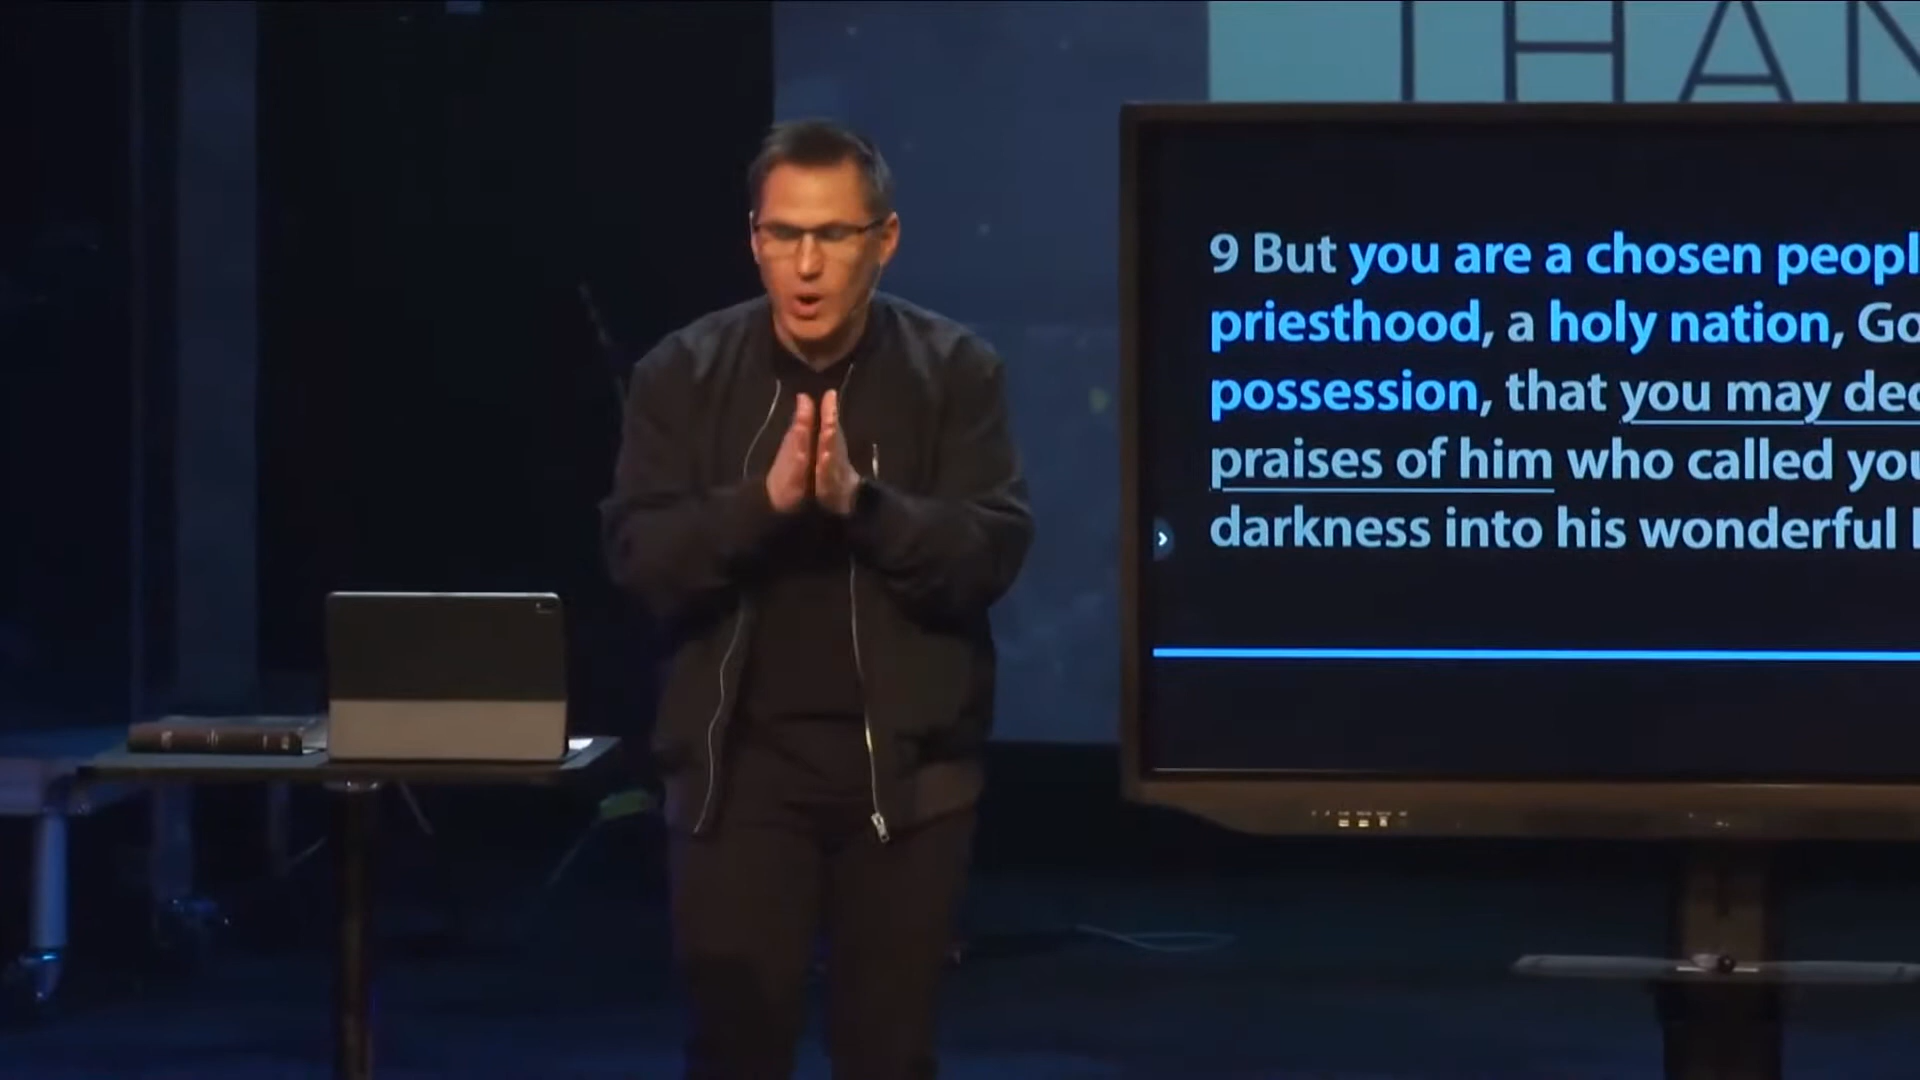 THAN
9 But you are a chosen peopl
priesthood, a holy nation, Go
possession, that you may dec
praises of him who called you
darkness into his wonderful l